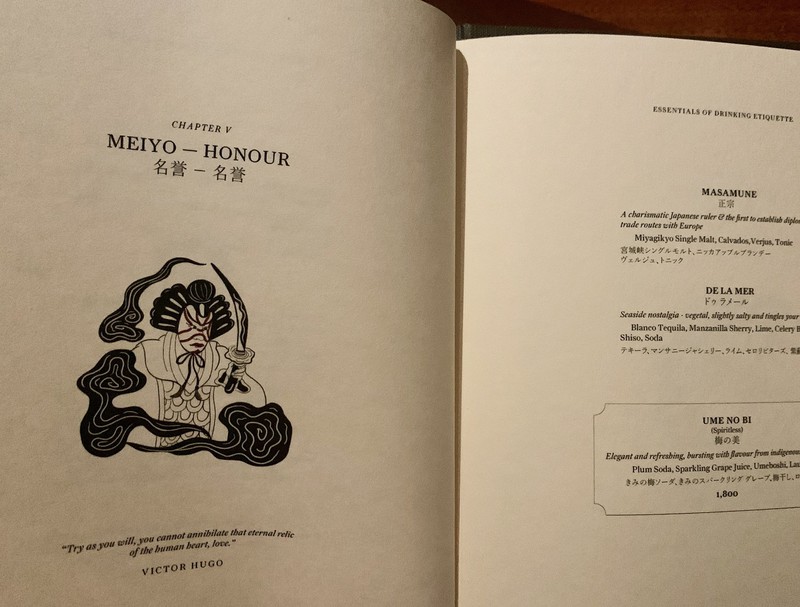 CHAPTER V
MEIYO — HONOUR
名誉 － 名誉
“Try as you will, you cannot annihilate that eternal relic
of the human heart, love.”
VICTOR HUGO
ESSENTIALS OF DRINKING ETIQUETTE
MASAMUNE
正宗
A charismatic Japanese ruler & the first to establish
trade routes with Europe
Miyagikyo Single Malt, Calvados, Verjus, Tonic
宮城峡シングルモルト、ニッカアップルブランデー
ヴェルジュ、トニック
DE LA MER
ドゥ ラメール
Seaside nostalgia - vegetal, slightly salty and tingles your
Blanco Tequila, Manzanilla Sherry, Lime, Celery
Shiso, Soda
テキーラ、マンサニージャシェリー、ライム、セロリビターズ、
UME NO BI
(Spiritless)
梅の美
Elegant and refreshing, bursting with flavour from
Plum Soda, Sparkling Grape Juice, Umeboshi,
きみの梅ソーダ、きみのスパークリング グレープ、梅干し、
1,800